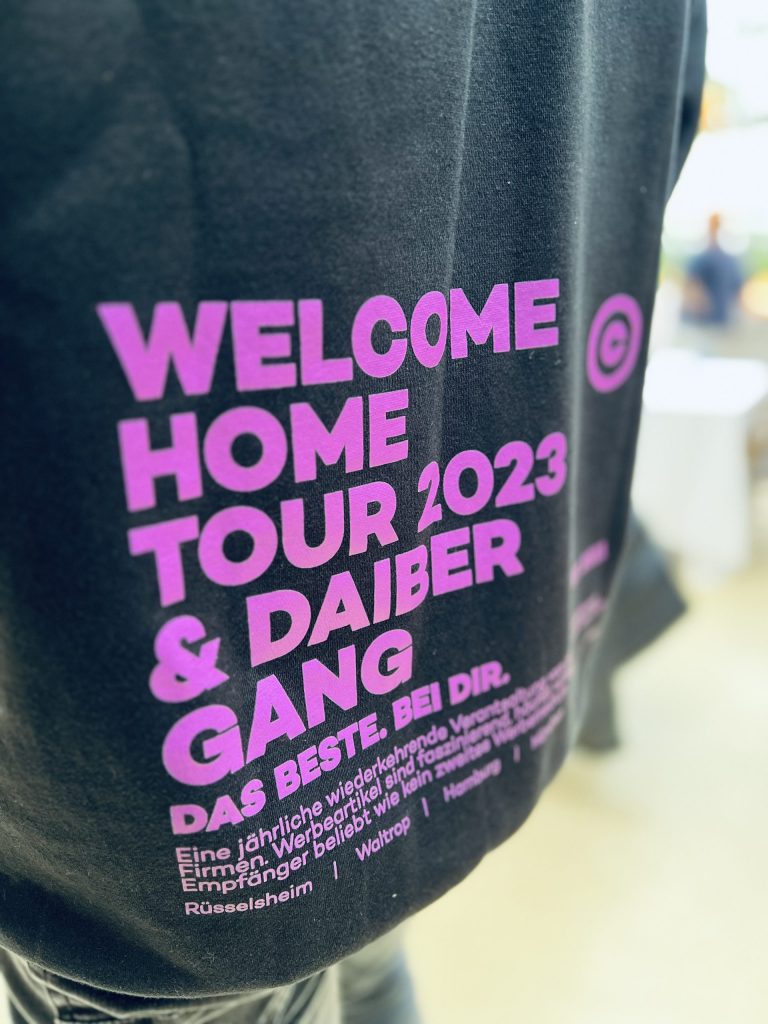 WELCOME ©
HOME
TOUR 2023
& DAIBER
GANG
DAS BESTE. BEI DIR.
Eine jährliche wiederkehrende
Firmen. Werbeartikel sind faszinierend.
Empfänger beliebt wie kein zweites
Rüsselsheim | Waltrop | Hamburg |